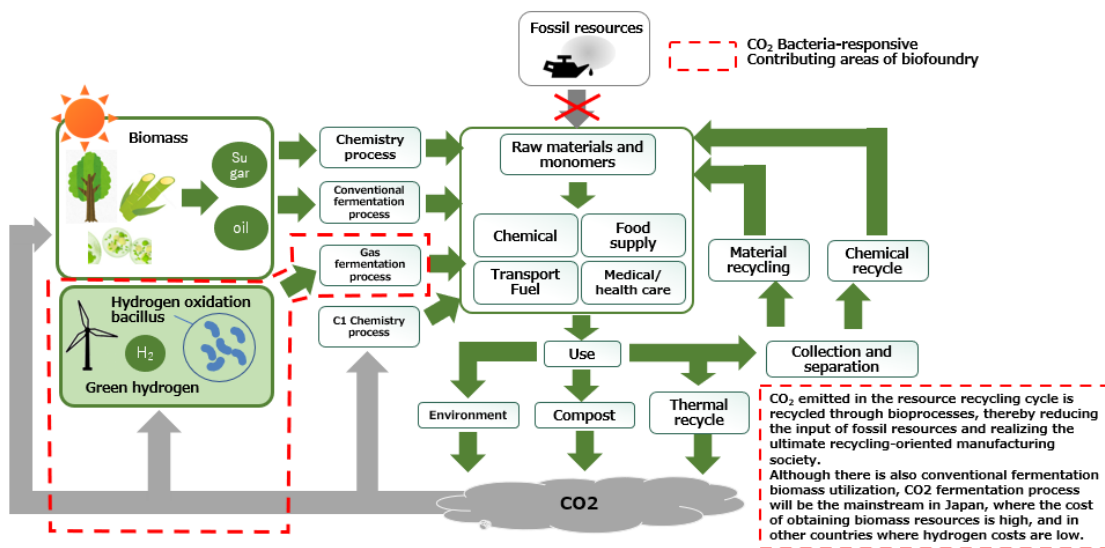 Fossil resources
CO₂ Bacteria-responsive
Contributing areas of biofoundry
Biomass
Su
gar
oil
Chemistry
process
Conventional
fermentation
process
Gas
fermentation
process
C1 Chemistry
process
Hydrogen oxidation
bacillus
H₂
Green hydrogen
Raw materials and
monomers
Chemical
Food
supply
Transport
Fuel
Medical/
health care
Material
recycling
Chemical
recycle
Use
Collection and
separation
Environment
Compost
Thermal
recycle
CO2
CO₂ emitted in the resource recycling cycle is
recycled through bioprocesses, thereby reducing
the input of fossil resources and realizing the
ultimate recycling-oriented manufacturing
society.
Although there is also conventional fermentation
biomass utilization, CO2 fermentation process
will be the mainstream in Japan, where the cost
of obtaining biomass resources is high, and in
other countries where hydrogen costs are low.